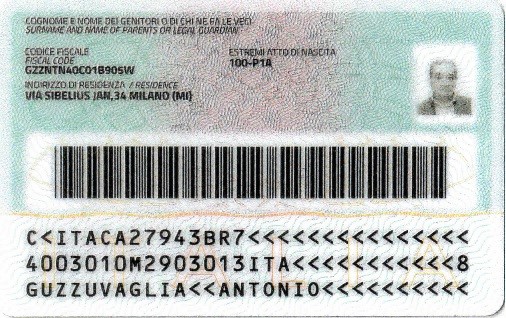 COGNOME E NOME DEI GENITORI O DI CHI NE FA LE VECI
SURNAME AND NAME OF PARENTS OR LEGAL GUARDIAN
CODICE FISCALE
FISCAL CODE
GZZNTN40C01B905W
ESTREMI ATTO DI NASCITA
100-P1A
INDIRIZZO DI RESIDENZA / RESIDENCE
VIA SIBELIUS JAN,34 MILANO (MI)
C<ITACA27943BR7<<<<<<<<<<<<<<<
4003010M2903013ITA<<<<<<<<<<<8
GUZZUVAGLIA<<ANTONIO<<<<<<<<<<
ITALIA